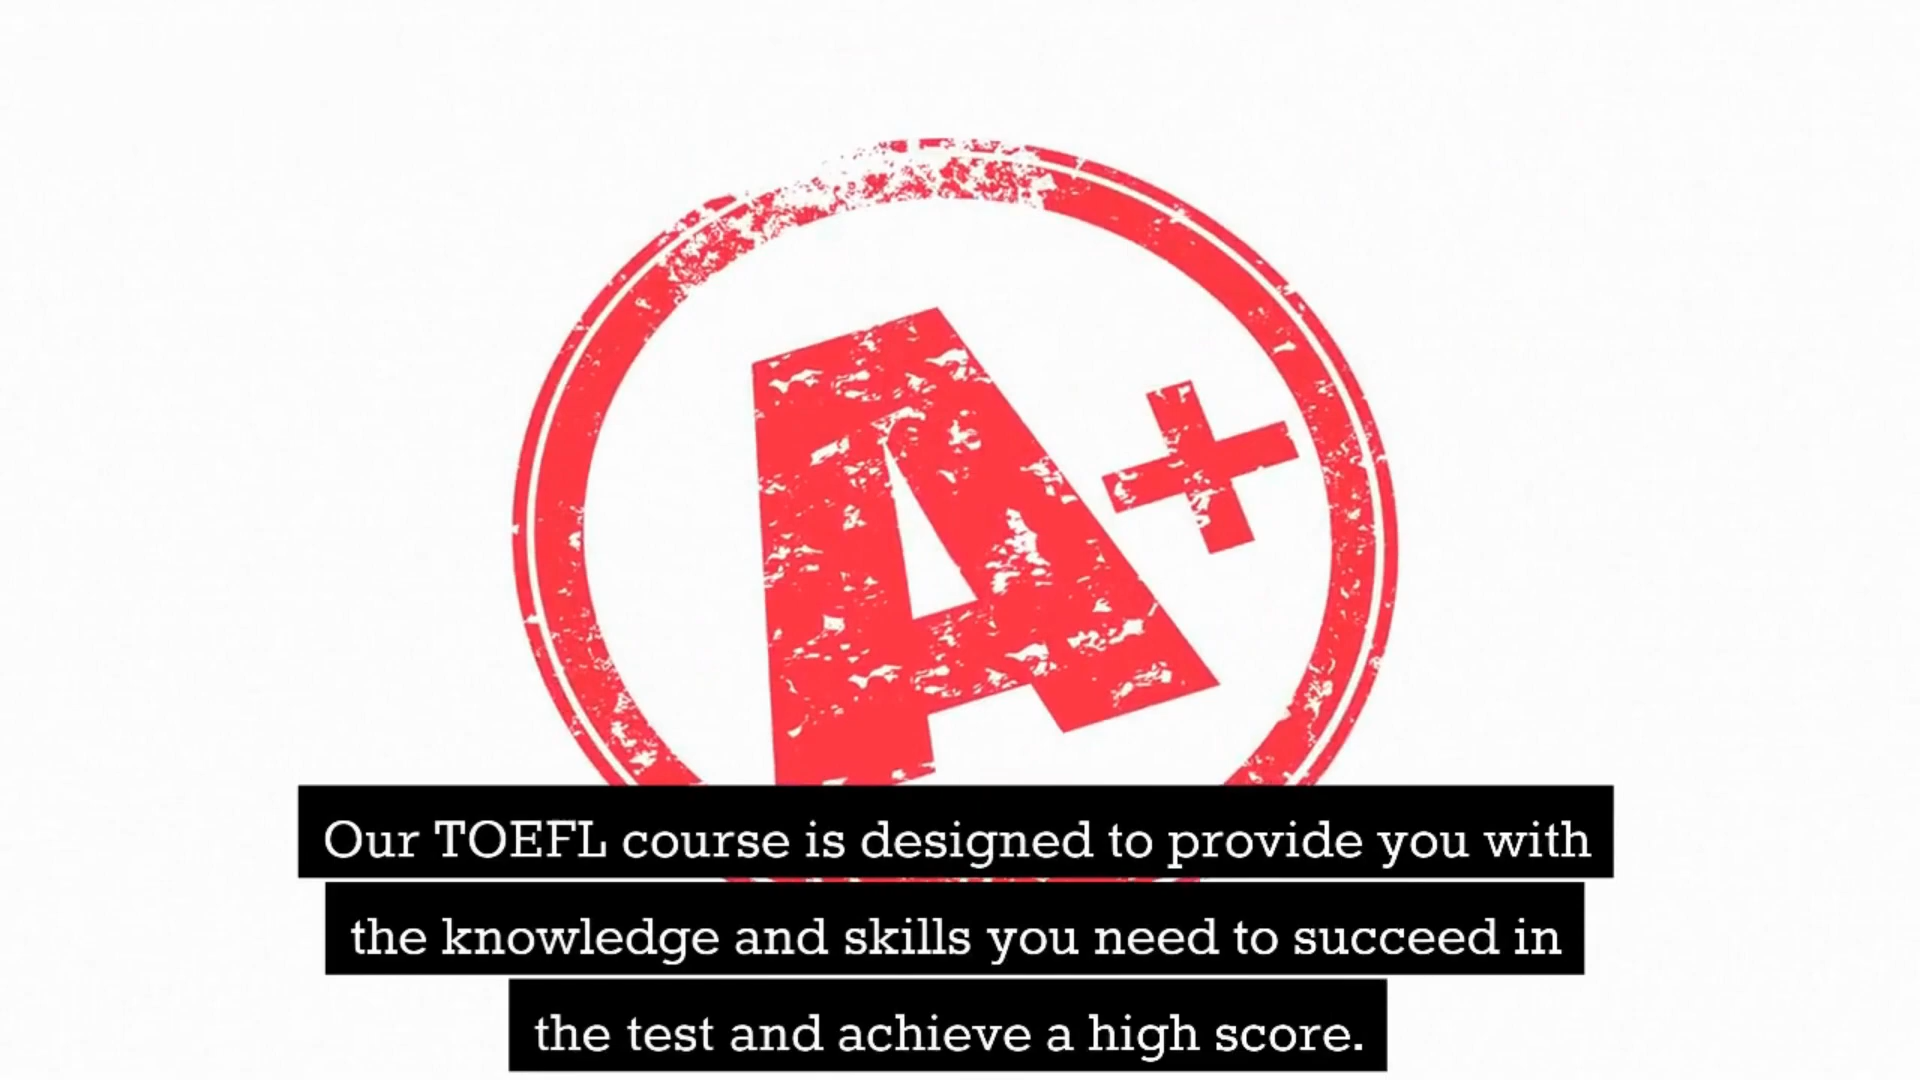 A+
Our TOEFL course is designed to provide you with
the knowledge and skills you need to succeed in
the test and achieve a high score.